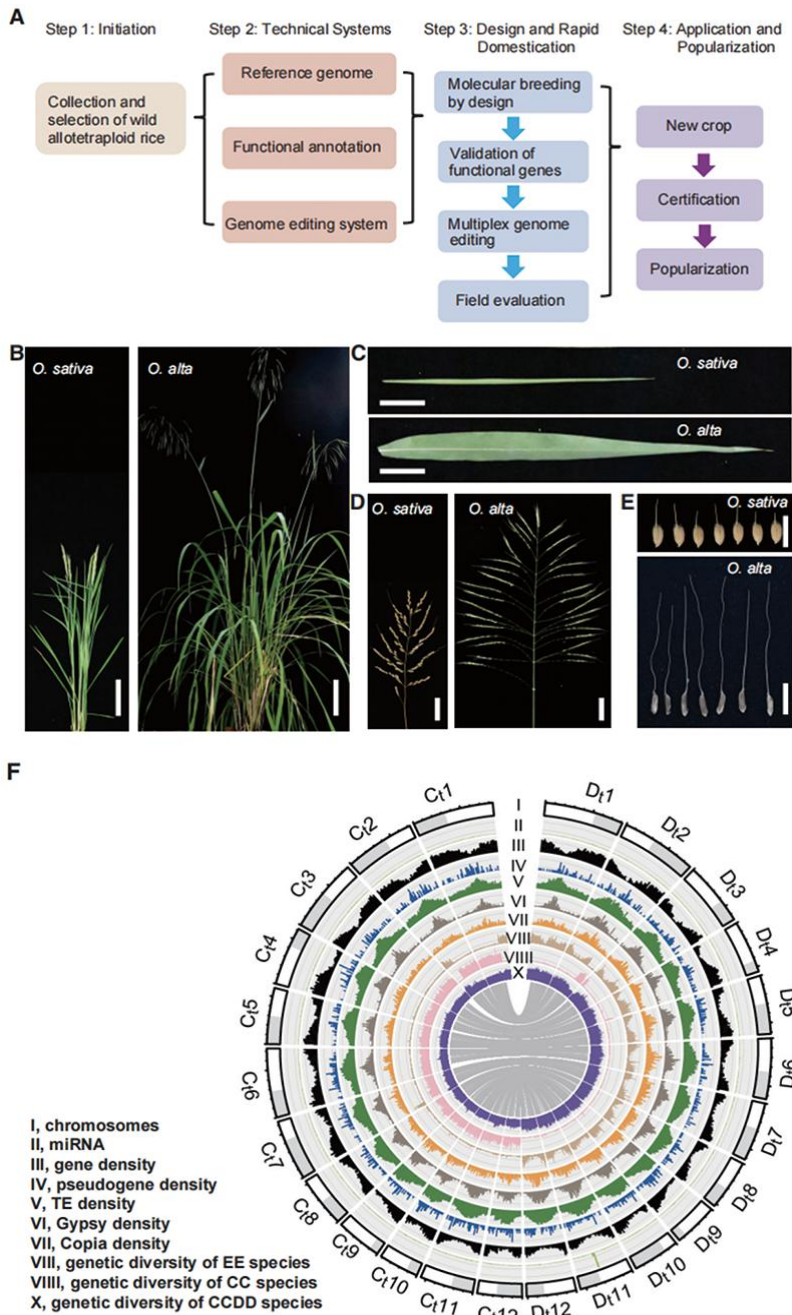 A
Step 1: Initiation
Step 2: Technical Systems
Step 3: Design and Rapid
Domestication
Step 4: Application and
Popularization
Collection and
selection of wild
allotetraploid rice
Reference genome
Functional annotation
Genome editing system
Molecular breeding
by design
Validation of
functional genes
Multiplex genome
editing
Field evaluation
New crop
Certification
Popularization
B
O. sativa
O. alta
C
O. sativa
O. alta
D
O. sativa
O. alta
E
O. sativa
O. alta
F
I
II
III
IV
V
VI
VII
VIII
VIIII
X
Dt1
Dt2
Dt3
Dt4
Dt5
Dt6
Dt7
Dt8
Dt9
Dt10
Dt11
Dt12
Ct12
Ct11
Ct10
Ct9
Ct8
Ct7
Ct6
Ct5
Ct4
Ct3
Ct2
Ct1
I, chromosomes
II, miRNA
III, gene density
IV, pseudogene density
V, TE density
VI, Gypsy density
VII, Copia density
VIII, genetic diversity of EE species
VIIII, genetic diversity of CC species
X, genetic diversity of CCDD species